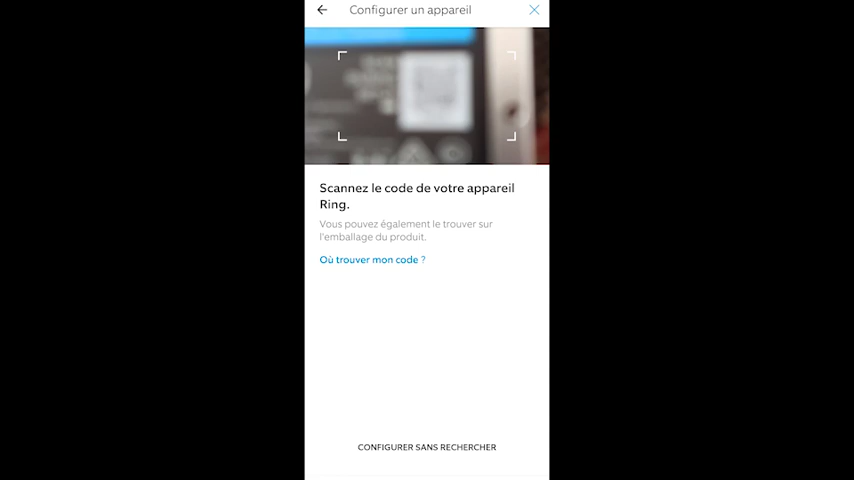 Configurer un appareil
Scannez le code de votre appareil
Ring.
Vous pouvez également le trouver sur
l'emballage du produit.
Où trouver mon code ?
CONFIGURER SANS RECHERCHER